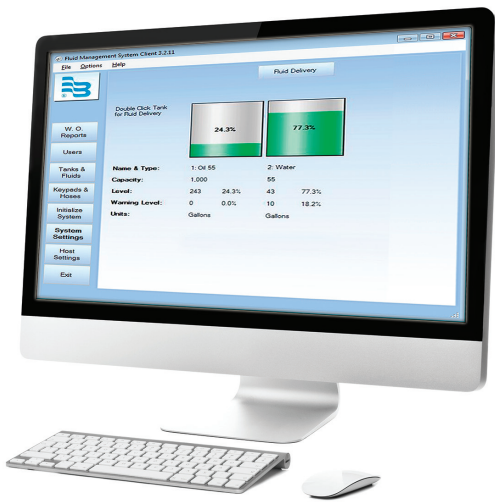 Fluid Management System Client 3.2.11
File Options Help
Fluid Delivery
Double Click Tank
for Fluid Delivery
24.3%
77.3%
W. O.
Reports
Users
Tanks &
Fluids
Keypads &
Hoses
Initialize
System
System
Settings
Host
Settings
Exit
Name & Type: 1: Oil 55 2: Water
Capacity: 1,000 55
Level: 243 24.3% 43 77.3%
Warning Level: 0 0.0% 10 18.2%
Units: Gallons Gallons